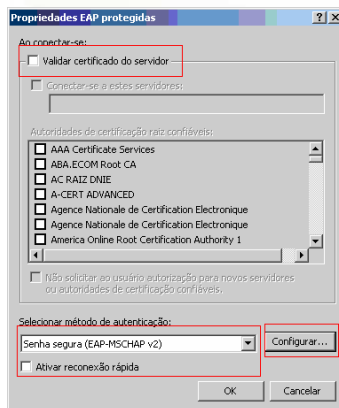 Propriedades EAP protegidas
Ao conectar-se:
Validar certificado do servidor
Conectar-se a estes servidores:
Autoridades de certificação raiz confiáveis:
AAA Certificate Services
ABA.ECOM Root CA
AC RAIZ DNIE
A-CERT ADVANCED
Agence Nationale de Certification Electronique
Agence Nationale de Certification Electronique
America Online Root Certification Authority 1
Não solicitar ao usuário autorização para novos servidores
ou autoridades de certificação confiáveis.
Selecionar método de autenticação:
Senha segura (EAP-MSCHAP v2)
Configurar...
Ativar reconexão rápida
OK
Cancelar